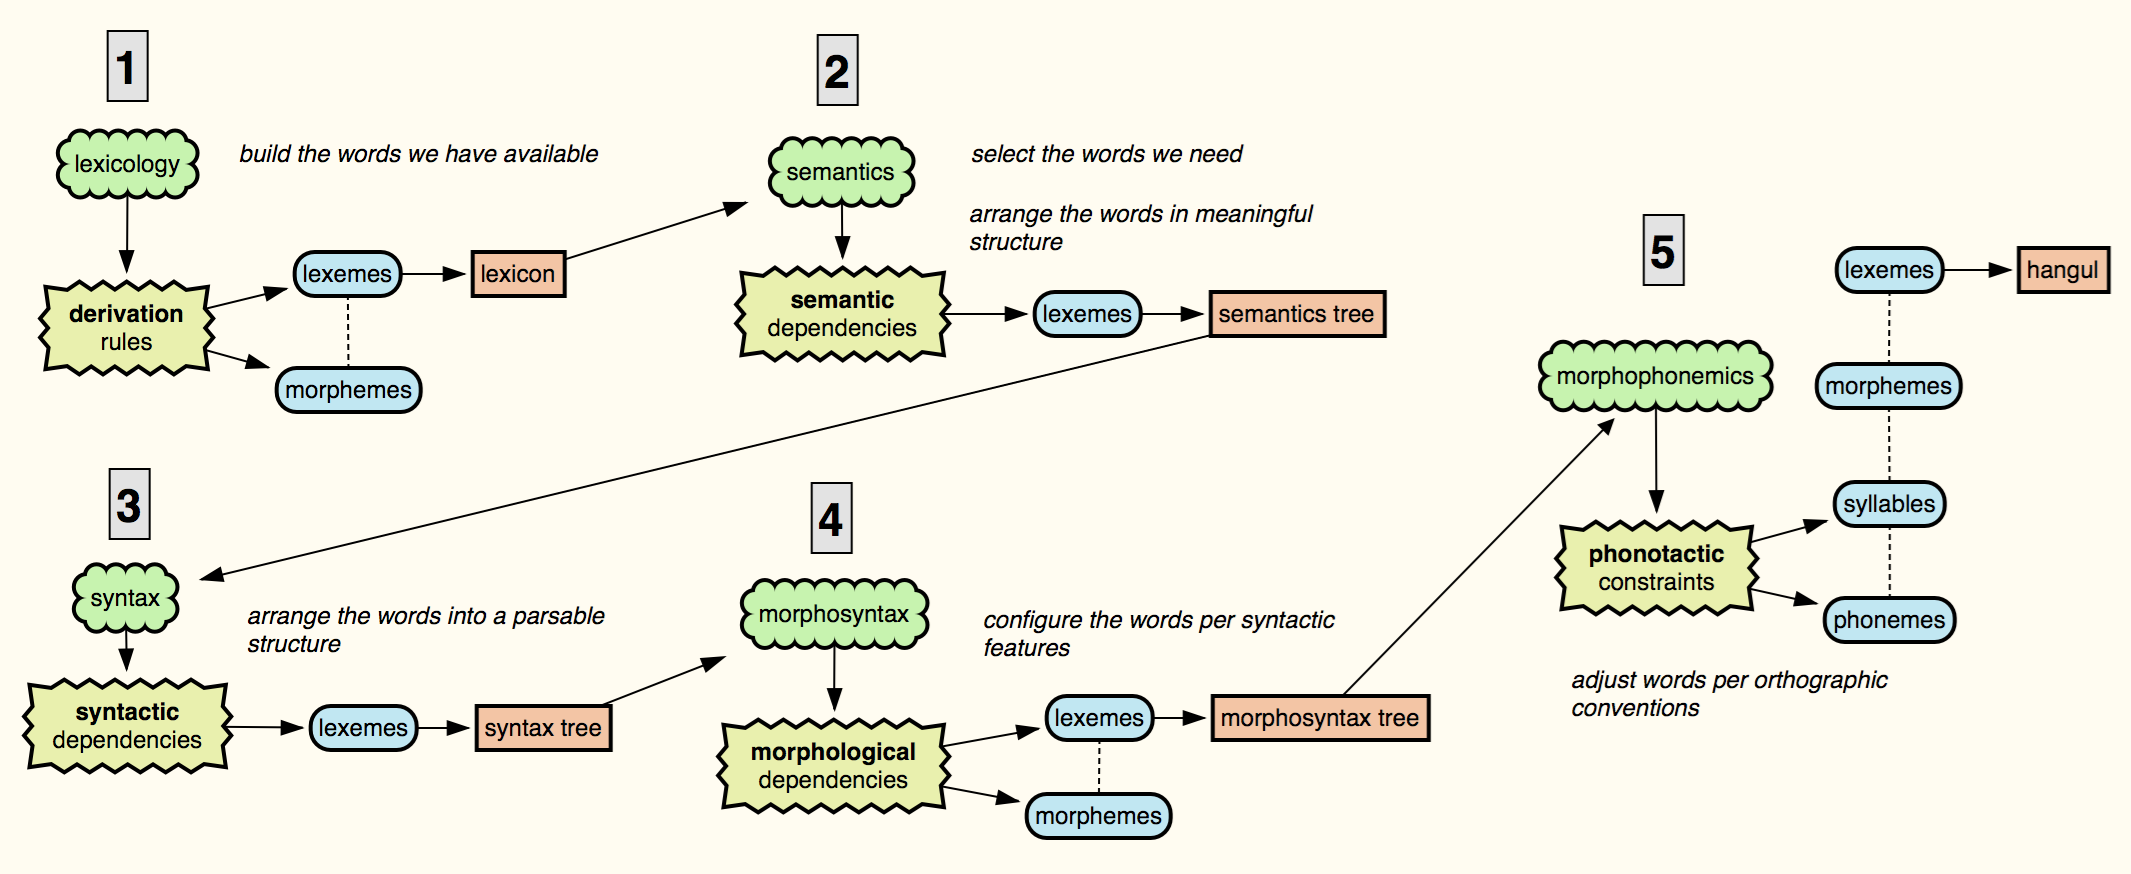 1
lexicology
build the words we have available
derivation
rules
lexemes
lexicon
morphemes
2
semantics
select the words we need
arrange the words in meaningful
structure
semantic
dependencies
lexemes
semantics tree
3
syntax
arrange the words into a parsable
structure
syntactic
dependencies
lexemes
syntax tree
4
morphosyntax
configure the words per syntactic
features
morphological
dependencies
lexemes
morphosyntax tree
morphemes
5
morphophonemics
phonotactic
constraints
lexemes
hangul
morphemes
syllables
phonemes
adjust words per orthographic
conventions